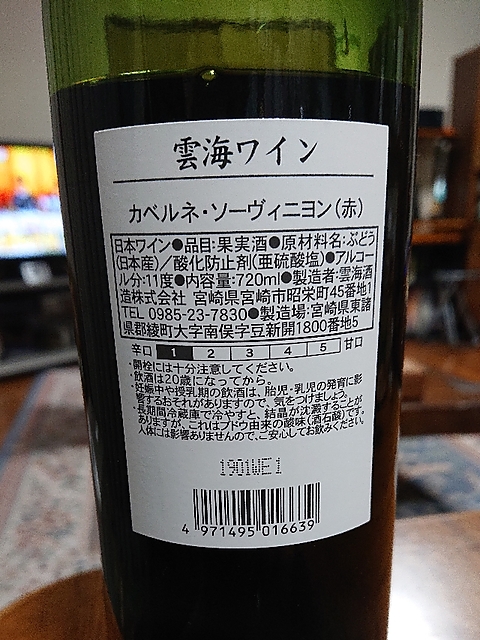 雲海ワイン
カベルネ・ソーヴィニヨン(赤)
日本ワイン●品目:果実酒●原材料名:ぶどう
(日本産)/酸化防止剤(亜硫酸塩)●アルコー
ル分:11度●内容量:720ml●製造者:雲海酒
造株式会社 宮崎県宮崎市昭栄町45番地1
TEL 0985-23-7830●製造場:宮崎県東諸
県郡綾町大字南俣字豆新開1800番地5
辛口 1 2 3 4 5 甘口
・開栓には十分注意してください。
・飲酒は20歳になってから。
・妊娠中や授乳期の飲酒は、胎児・乳児の発育に影
響するおそれがありますので、気をつけましょう。
・長期間冷蔵庫で冷やすと、結晶が沈澱することが
ありますが、これはブドウ由来の酸味(酒石酸)です。
人体には影響ありませんので、ご安心してお飲みください。
1901WE1
4 971495 016639